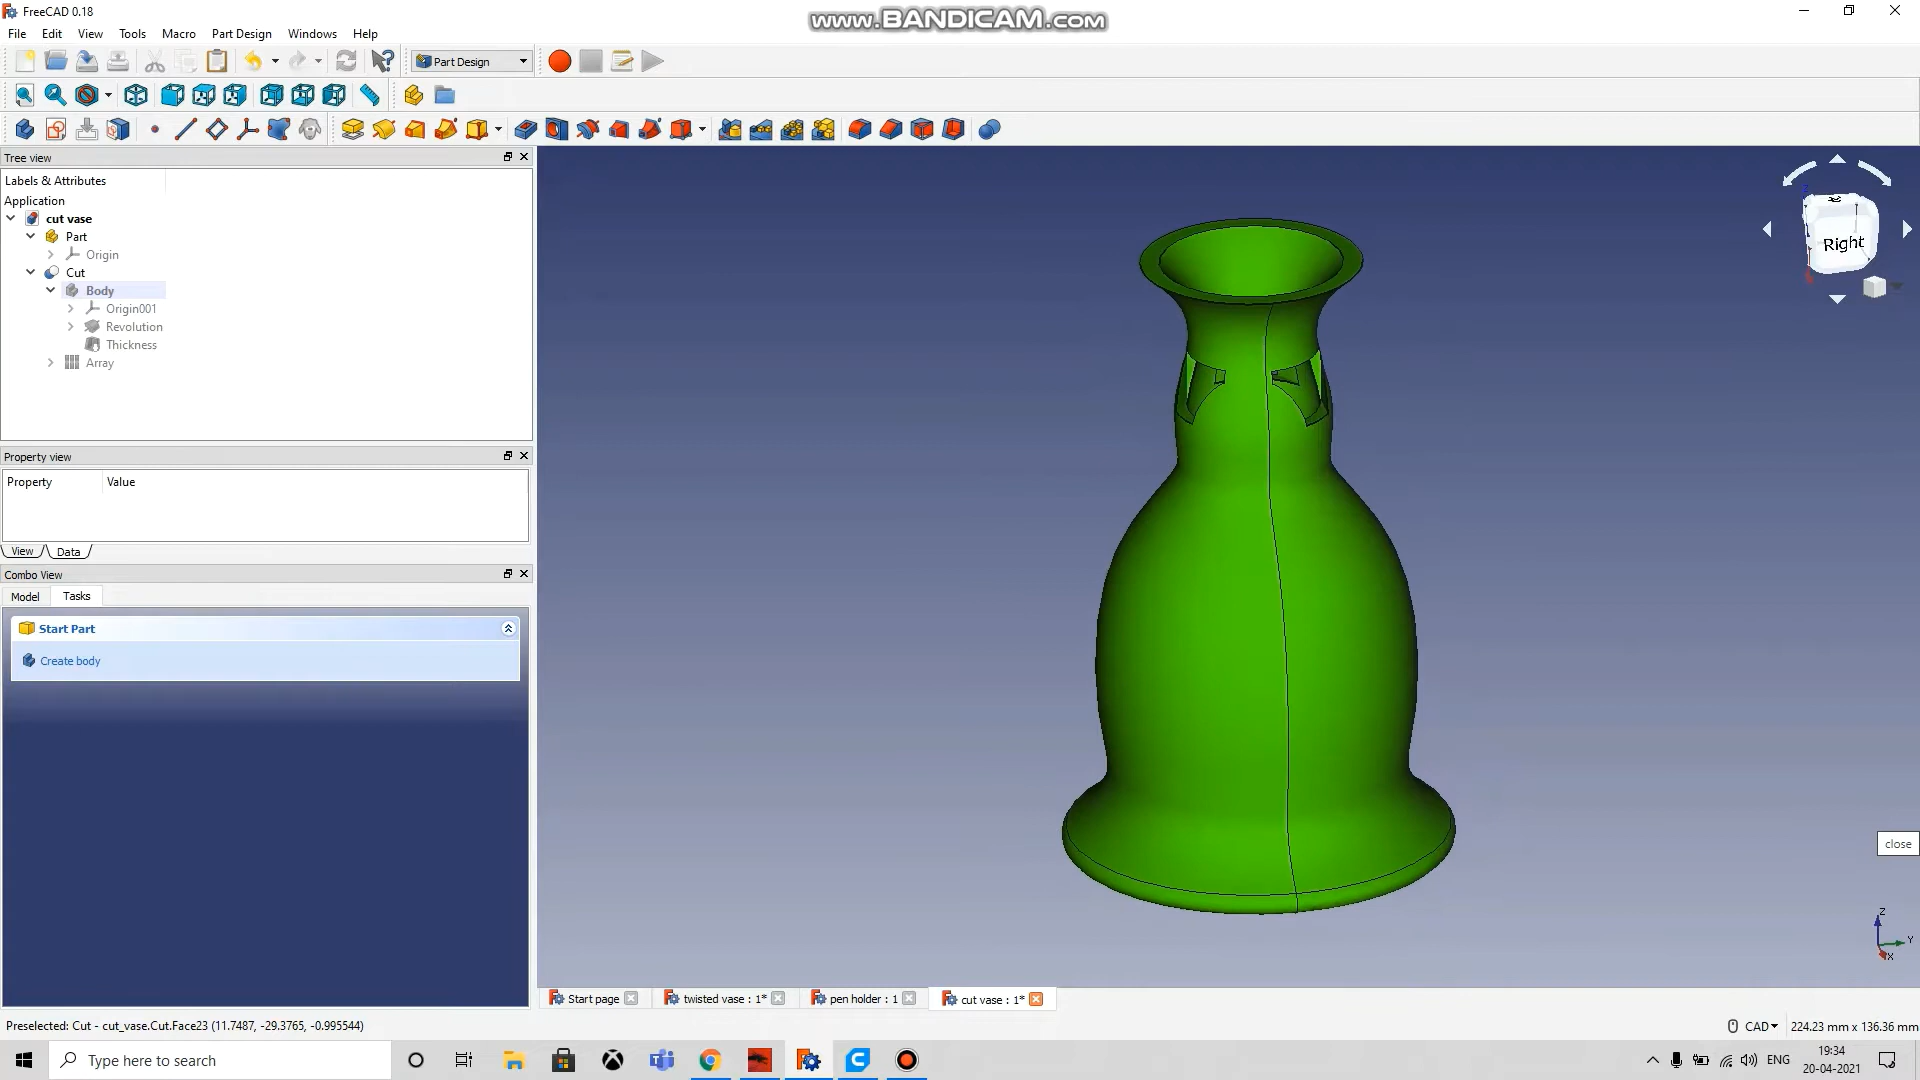 FreeCAD 0.18
www.BANDICAM.com
File Edit View Tools Macro Part Design Windows Help
Part Design
Tree view
Labels & Attributes
Application
cut vase
Part
Origin
Cut
Body
Origin001
Revolution
Thickness
Array
Right
Z
Property view
Property Value
View Data
Combo View
Model Tasks
Start Part
Create body
close
Z
Y
X
Start page twisted vase : 1* pen holder : 1 cut vase : 1*
Preselected: Cut - cut_vase.Cut.Face23 (11.7487, -29.3765, -0.995544) CAD 224.23 mm x 136.36 mm
Type here to search
ENG
19:34
20-04-2021